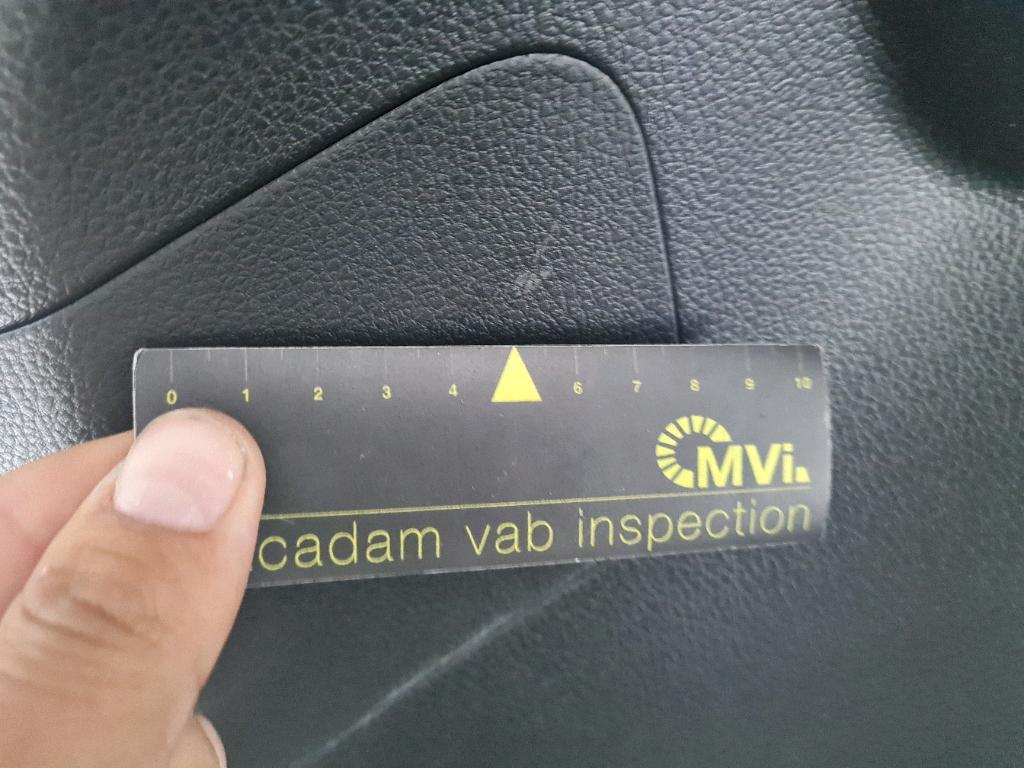 0 1 2 3 4 6 7 8 9 10
MVi.
cadam vab inspection